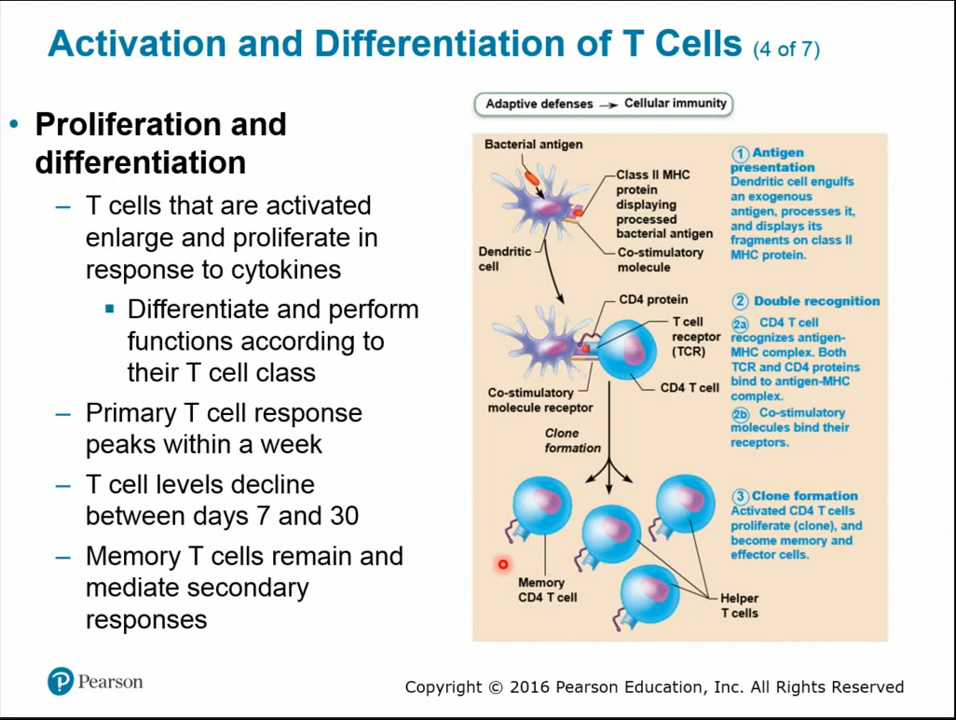 Activation and Differentiation of T Cells (4 of 7)
• Proliferation and
differentiation
– T cells that are activated
enlarge and proliferate in
response to cytokines
▪ Differentiate and perform
functions according to
their T cell class
– Primary T cell response
peaks within a week
– T cell levels decline
between days 7 and 30
– Memory T cells remain and
mediate secondary
responses
Adaptive defenses → Cellular immunity
Bacterial antigen
Class II MHC
protein
displaying
processed
bacterial antigen
Dendritic
cell
Co-stimulatory
molecule
1 Antigen
presentation
Dendritic cell engulfs
an exogenous
antigen, processes it,
and displays its
fragments on class II
MHC protein.
CD4 protein
T cell
receptor
(TCR)
CD4 T cell
Co-stimulatory
molecule receptor
Clone
formation
2 Double recognition
2a CD4 T cell
recognizes antigen-
MHC complex. Both
TCR and CD4 proteins
bind to antigen-MHC
complex.
2b Co-stimulatory
molecules bind their
receptors.
3 Clone formation
Activated CD4 T cells
proliferate (clone), and
become memory and
effector cells.
Memory
CD4 T cell
Helper
T cells
P Pearson
Copyright © 2016 Pearson Education, Inc. All Rights Reserved